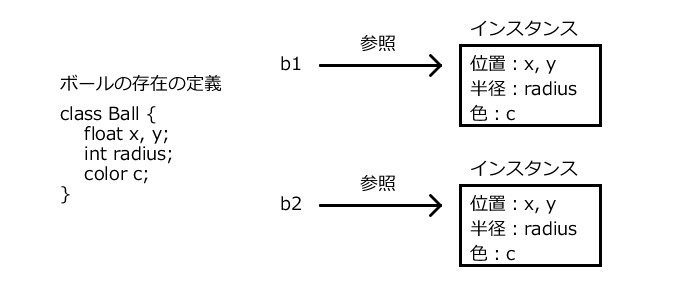 ボールの存在の定義
class Ball {
float x, y;
int radius;
color c;
}
b1
参照
インスタンス
位置：x, y
半径：radius
色：c
b2
参照
インスタンス
位置：x, y
半径：radius
色：c